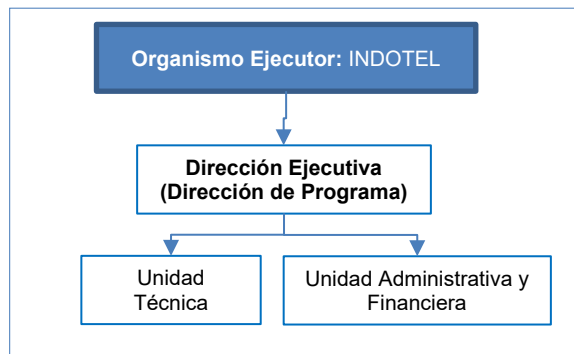 Organismo Ejecutor: INDOTEL
Dirección Ejecutiva
(Dirección de Programa)
Unidad
Técnica
Unidad Administrativa y
Financiera